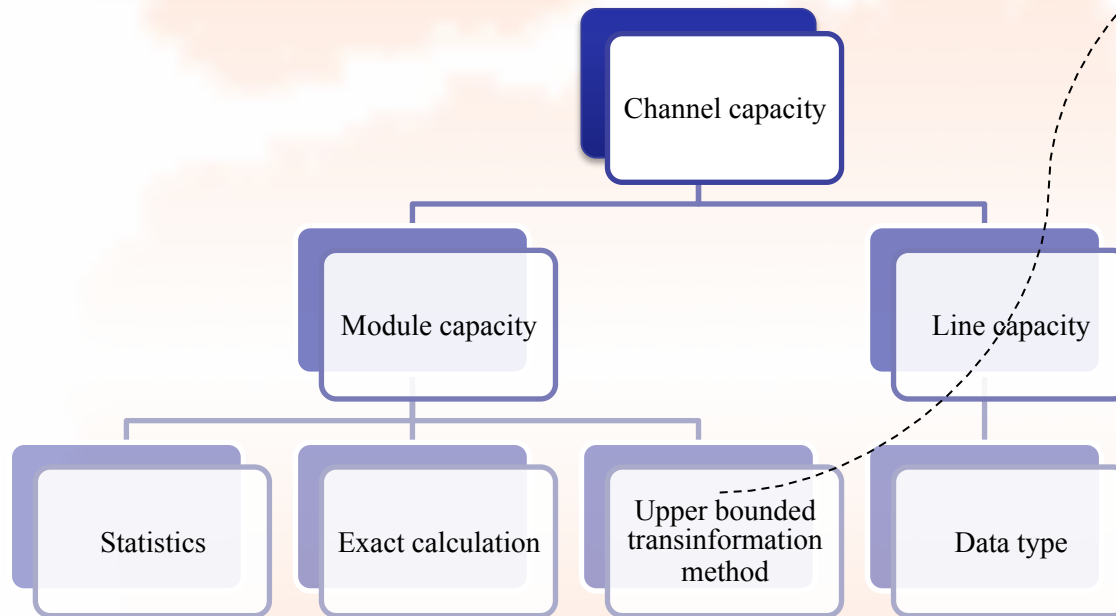 Channel capacity
Module capacity
Line capacity
Statistics
Exact calculation
Upper bounded
transinformation
method
Data type